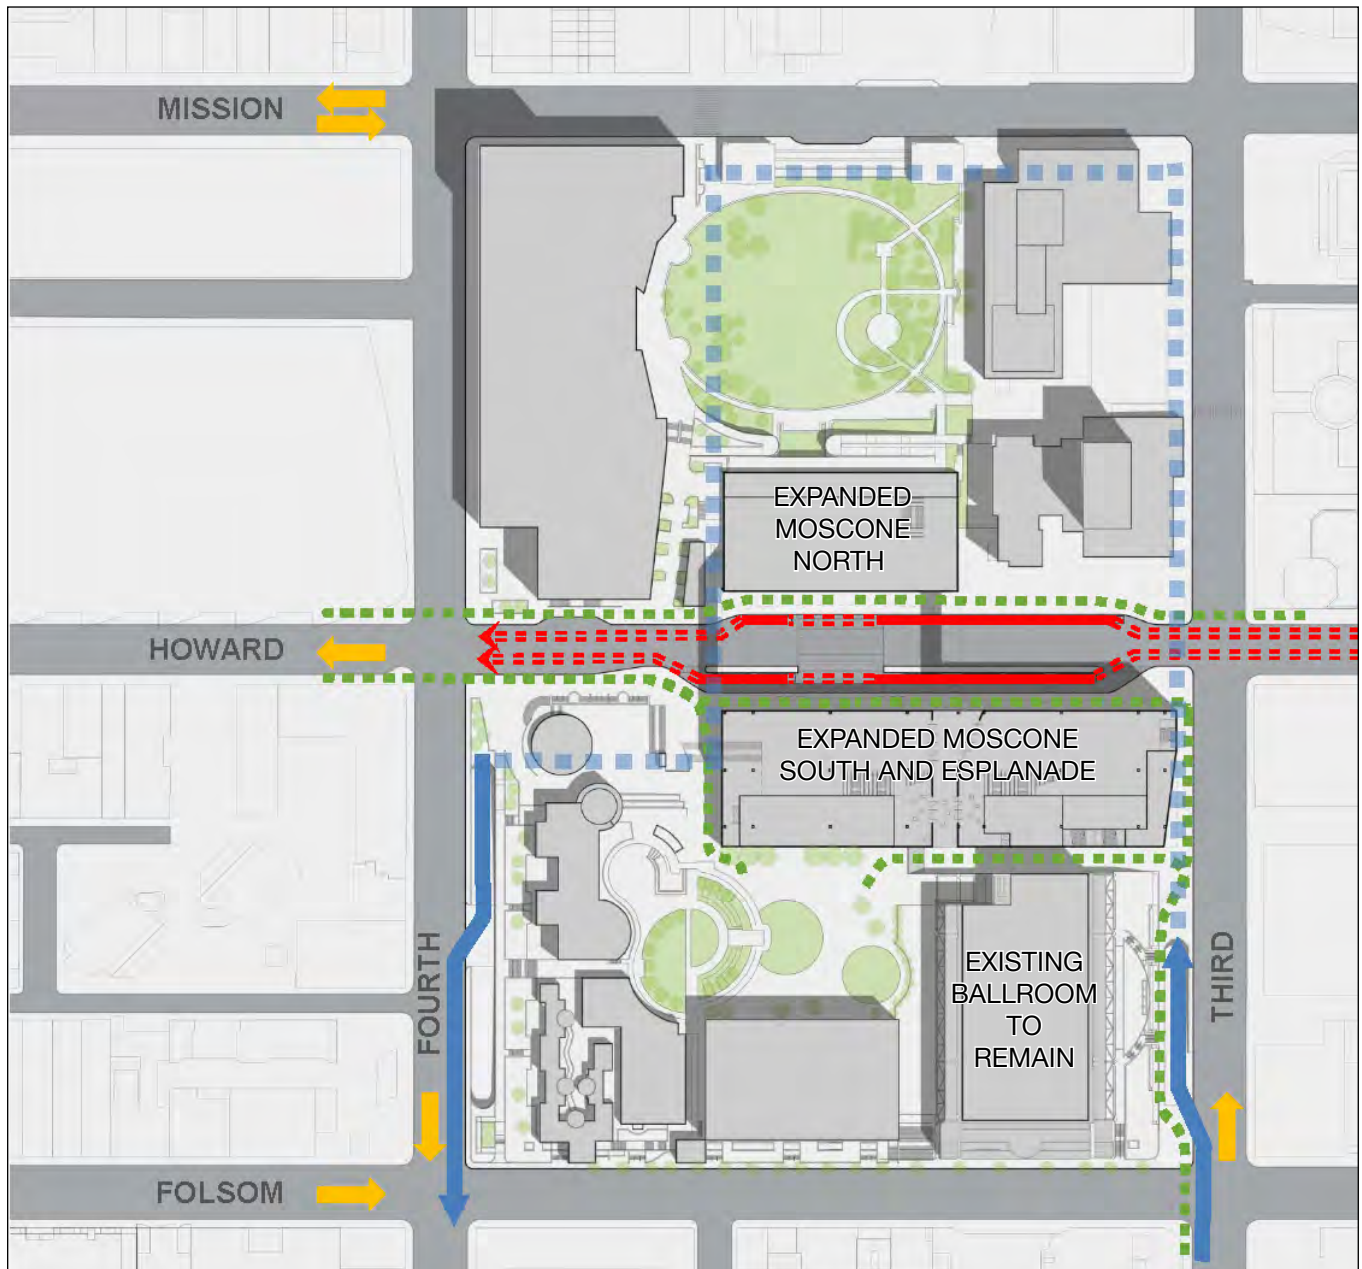 MISSION
EXPANDED
MOSCONE
NORTH
HOWARD
EXPANDED MOSCONE
SOUTH AND ESPLANADE
FOURTH
EXISTING
BALLROOM
TO
REMAIN
THIRD
FOLSOM